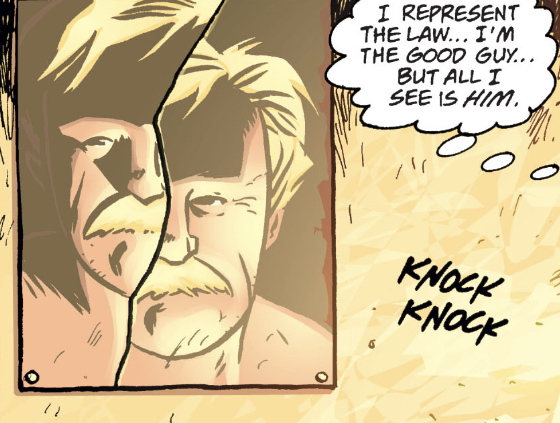 I REPRESENT
THE LAW... I'M
THE GOOD GUY...
BUT ALL I
SEE IS HIM.
KNOCK
KNOCK